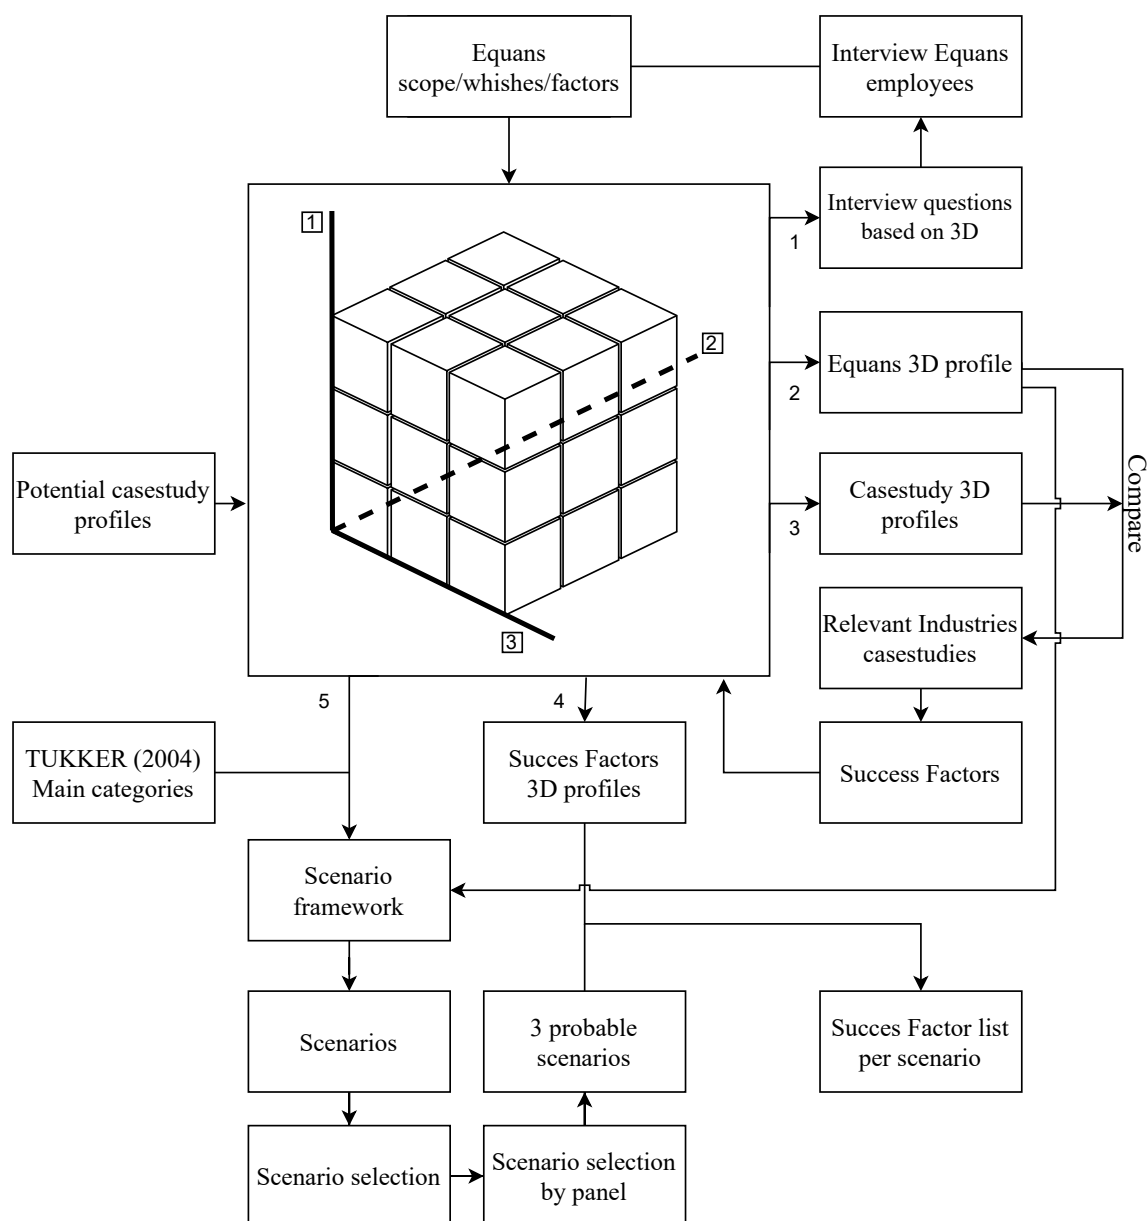 Equans
scope/whishes/factors
Interview Equans
employees
Interview questions
based on 3D
1
1
2
2
3
Equans 3D profile
Potential casestudy
profiles
Casestudy 3D
profiles
3
Compare
Relevant Industries
casestudies
5
4
TUKKER (2004)
Main categories
Succes Factors
3D profiles
Success Factors
Scenario
framework
Scenarios
3 probable
scenarios
Succes Factor list
per scenario
Scenario selection
Scenario selection
by panel